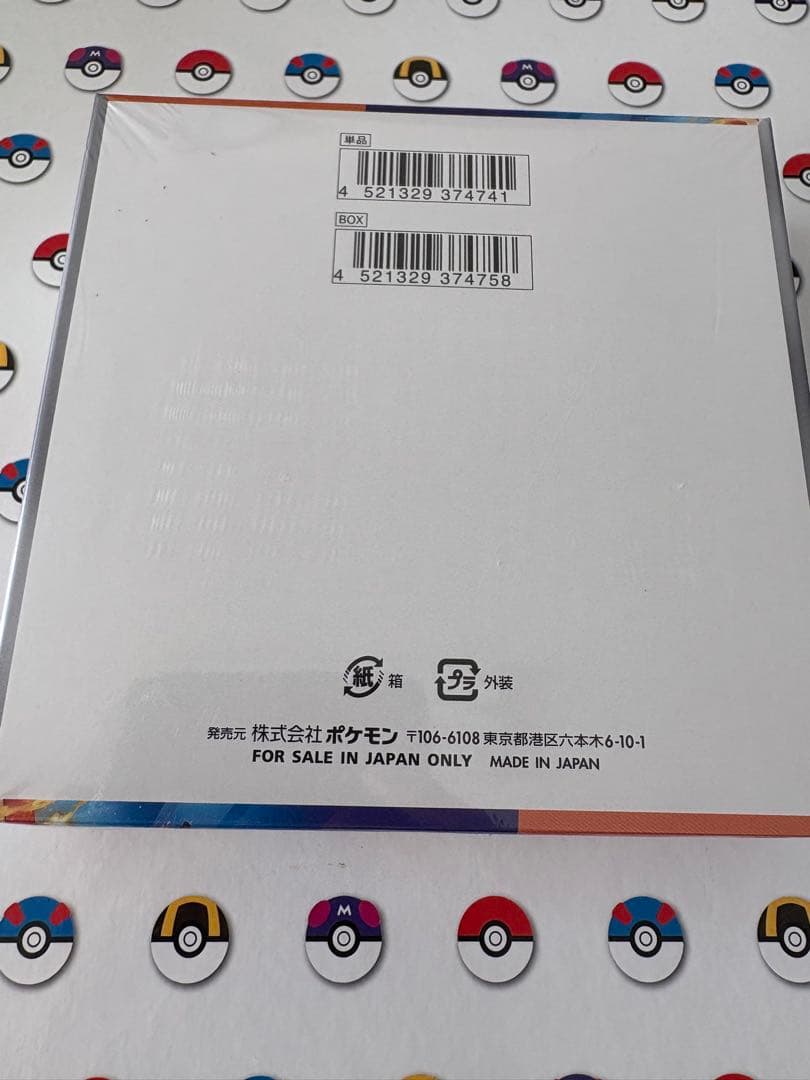 単品
4 521329 374741
BOX
4 521329 374758
紙 箱 プラ 外装
発売元 株式会社 ポケモン 〒106-6108 東京都港区六本木6-10-1
FOR SALE IN JAPAN ONLY MADE IN JAPAN
M